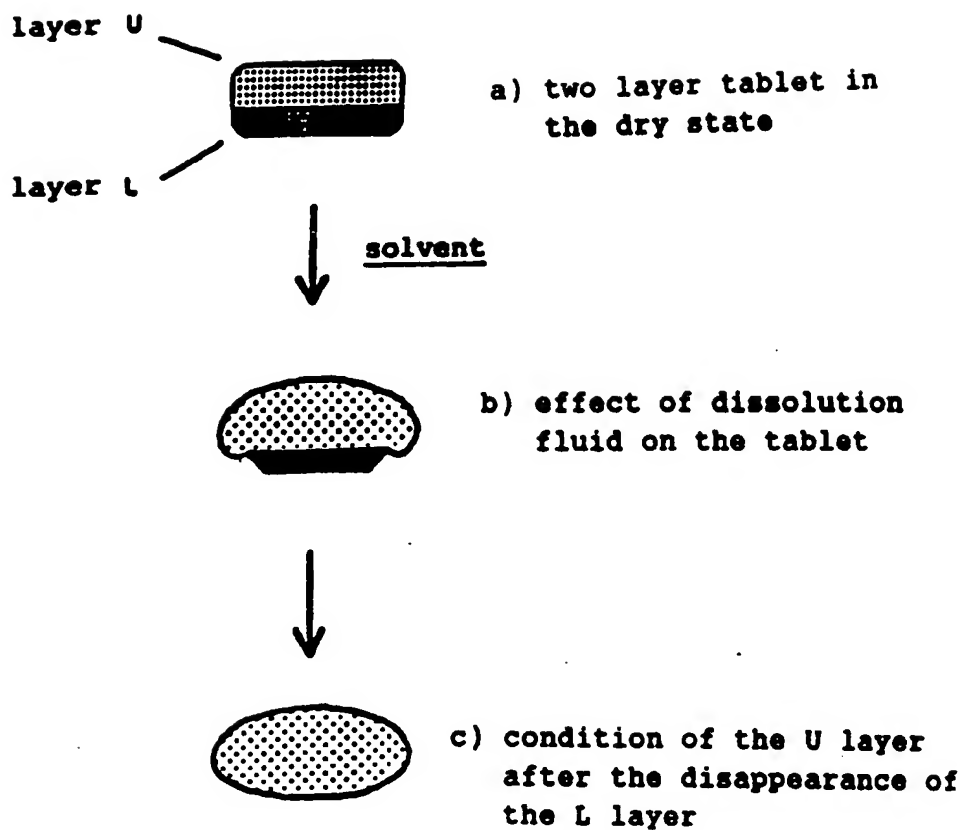 layer U
a) two layer tablet in
the dry state
layer L
solvent
b) effect of dissolution
fluid on the tablet
c) condition of the U layer
after the disappearance of
the L layer